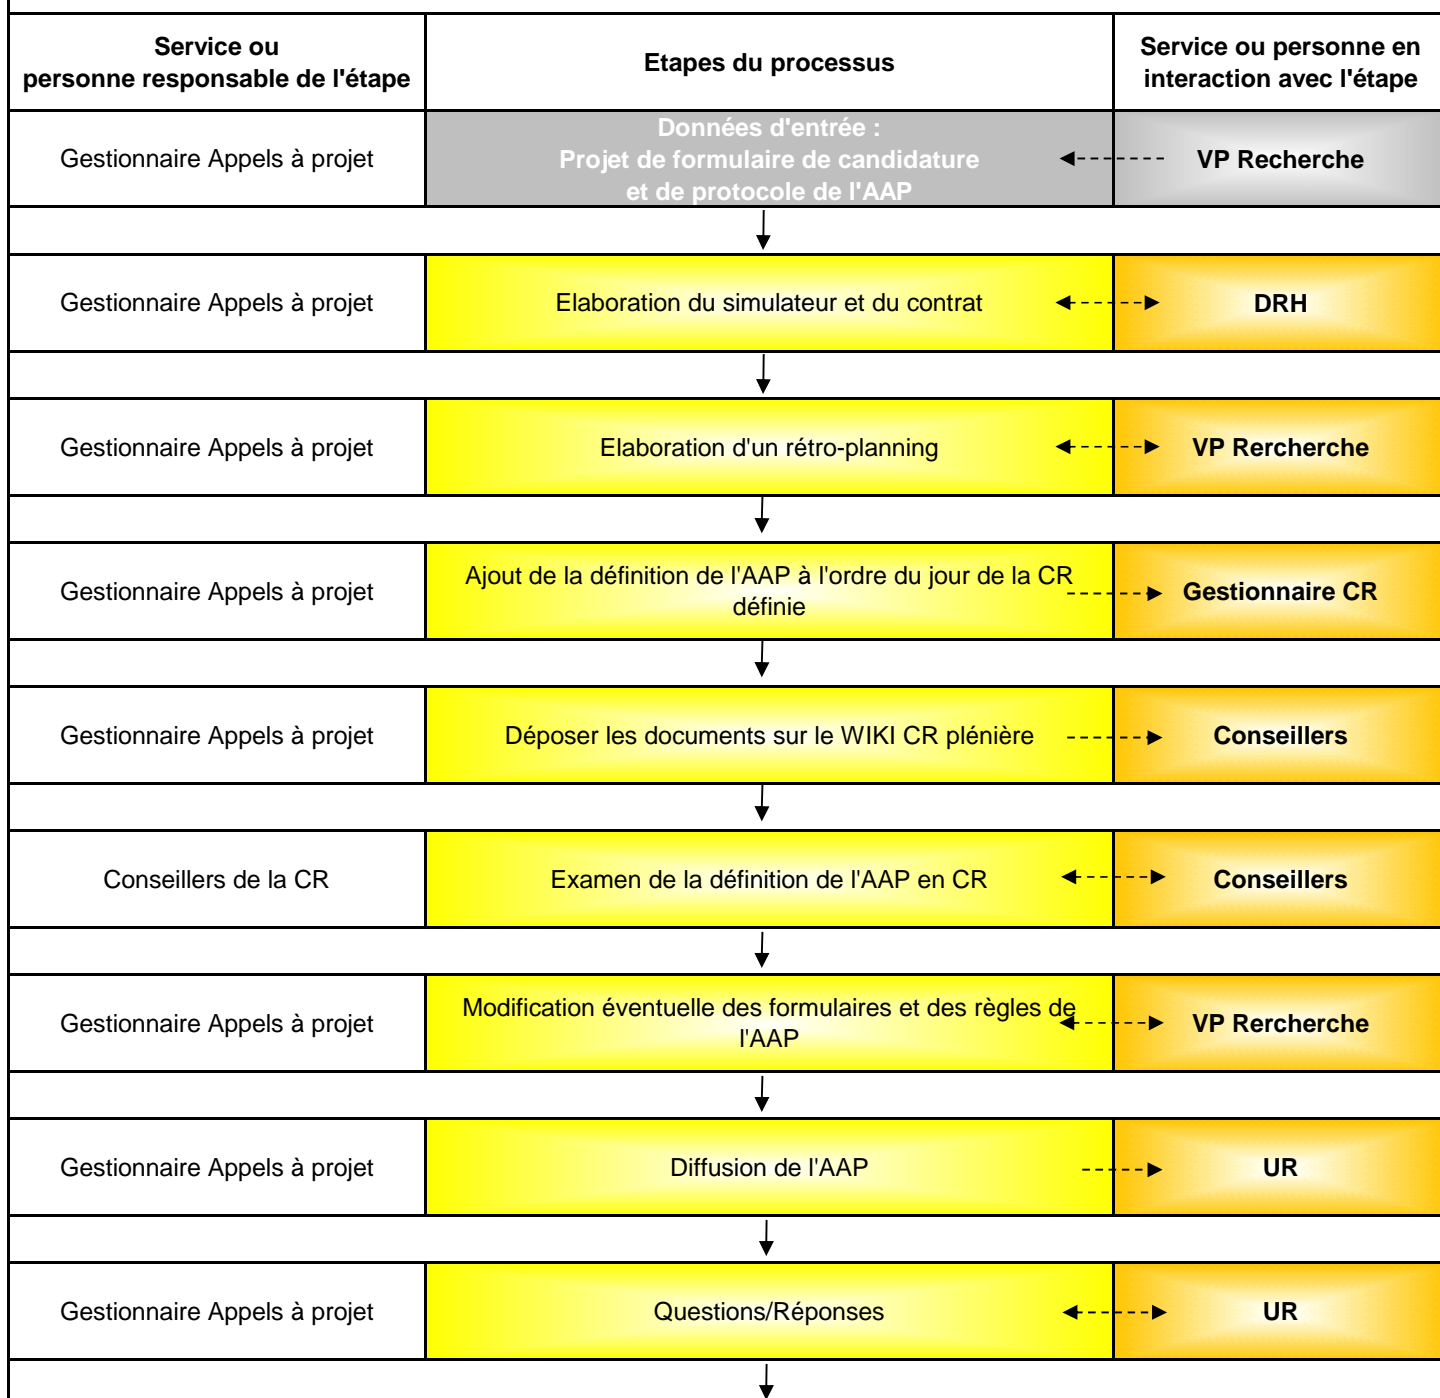 Service ou
personne responsable de l'étape
Etapes du processus
Service ou personne en
interaction avec l'étape
Gestionnaire Appels à projet
Données d'entrée :
Projet de formulaire de candidature
et de protocole de l'AAP
VP Recherche
Gestionnaire Appels à projet
Elaboration du simulateur et du contrat
DRH
Gestionnaire Appels à projet
Elaboration d'un rétro-planning
VP Rercherche
Gestionnaire Appels à projet
Ajout de la définition de l'AAP à l'ordre du jour de la CR
définie
Gestionnaire CR
Gestionnaire Appels à projet
Déposer les documents sur le WIKI CR plénière
Conseillers
Conseillers de la CR
Examen de la définition de l'AAP en CR
Conseillers
Gestionnaire Appels à projet
Modification éventuelle des formulaires et des règles de
l'AAP
VP Rercherche
Gestionnaire Appels à projet
Diffusion de l'AAP
UR
Gestionnaire Appels à projet
Questions/Réponses
UR